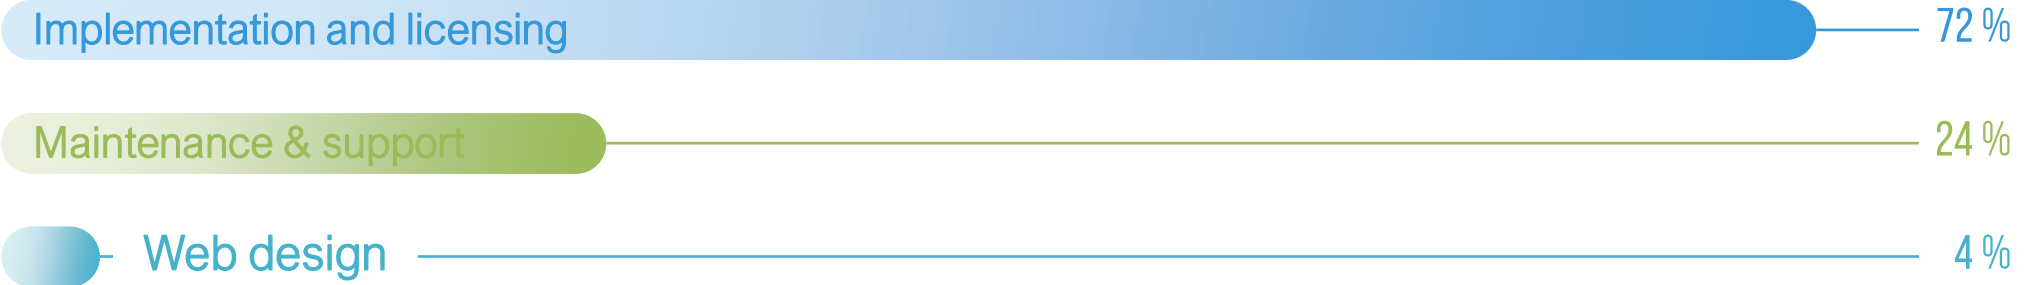 Implementation and licensing 72 %
Maintenance & support 24 %
Web design 4 %